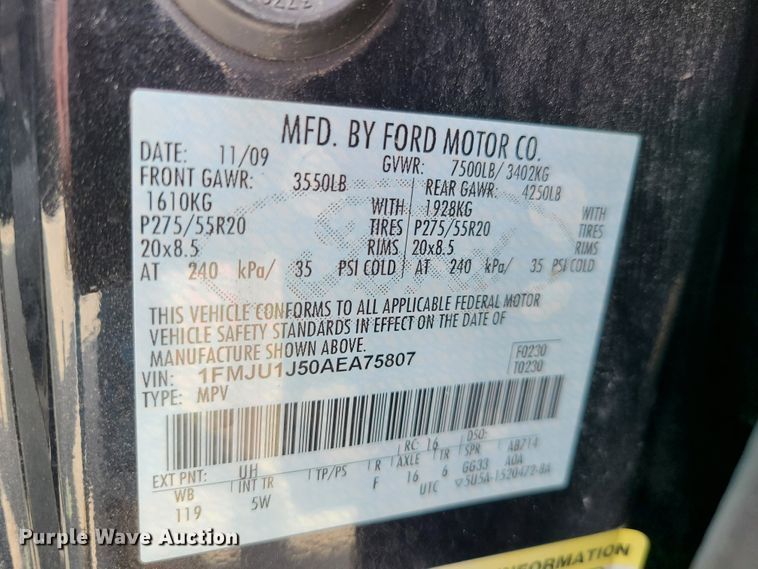 MFD. BY FORD MOTOR CO.
DATE: 11/09 GVWR: 7500LB/ 3402KG
FRONT GAWR: 3550LB REAR GAWR: 4250LB
1610KG WITH 1928KG WITH
P275/55R20 TIRES P275/55R20 TIRES
20x8.5 RIMS 20x8.5 RIMS
AT 240 kPa/ 35 PSI COLD AT 240 kPa/ 35 PSI COLD
THIS VEHICLE CONFORMS TO ALL APPLICABLE FEDERAL MOTOR
VEHICLE SAFETY STANDARDS IN EFFECT ON THE DATE OF
MANUFACTURE SHOWN ABOVE.
VIN: 1FMJU1J50AEA75807 F0230
TYPE: MPV T0230
EXT PNT: UH RC: 16 DSO:
WB INT TR TP/PS R AXLE TR SPR AB714
119 5W F 16 6 GG33 A0A
UTC ▽5U5A-1520472-BA
INFORMATION
Purple Wave Auction